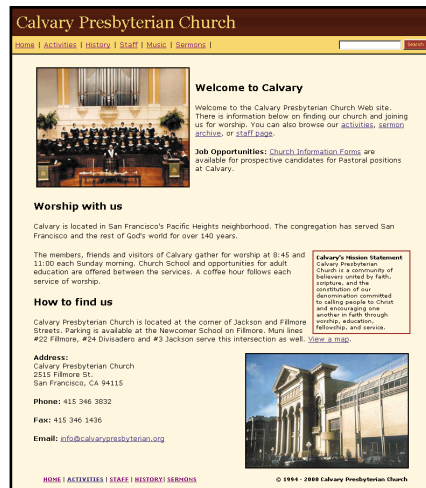 Calvary Presbyterian Church
Home | Activities | History | Staff | Music | Sermons |
Search
Welcome to Calvary
Welcome to the Calvary Presbyterian Church Web site.
There is information below on finding our church and joining
us for worship. You can also browse our activities, sermon
archive, or staff page.
Job Opportunities: Church Information Forms are
available for prospective candidates for Pastoral positions
at Calvary.
Worship with us
Calvary is located in San Francisco's Pacific Heights neighborhood. The congregation has served San
Francisco and the rest of God's world for over 140 years.
The members, friends and visitors of Calvary gather for worship at 8:45 and
11:00 each Sunday morning. Church School and opportunities for adult
education are offered between the services. A coffee hour follows each
service of worship.
Calvary's Mission Statement
Calvary Presbyterian
Church is a community of
believers united by faith,
scripture, and the
constitution of our
denomination committed
to calling people to Christ
and encouraging one
another in faith through
worship, education,
fellowship, and service.
How to find us
Calvary Presbyterian Church is located at the corner of Jackson and Fillmore
Streets. Parking is available at the Newcomer School on Fillmore. Muni lines
#22 Fillmore, #24 Divisadero and #3 Jackson serve this intersection as well. View a map.
Address:
Calvary Presbyterian Church
2515 Fillmore St.
San Francisco, CA 94115
Phone: 415 346 3832
Fax: 415 346 1436
Email: info@calvarypresbyterian.org
HOME | ACTIVITIES | STAFF | HISTORY| SERMONS
© 1994 - 2000 Calvary Presbyterian Church